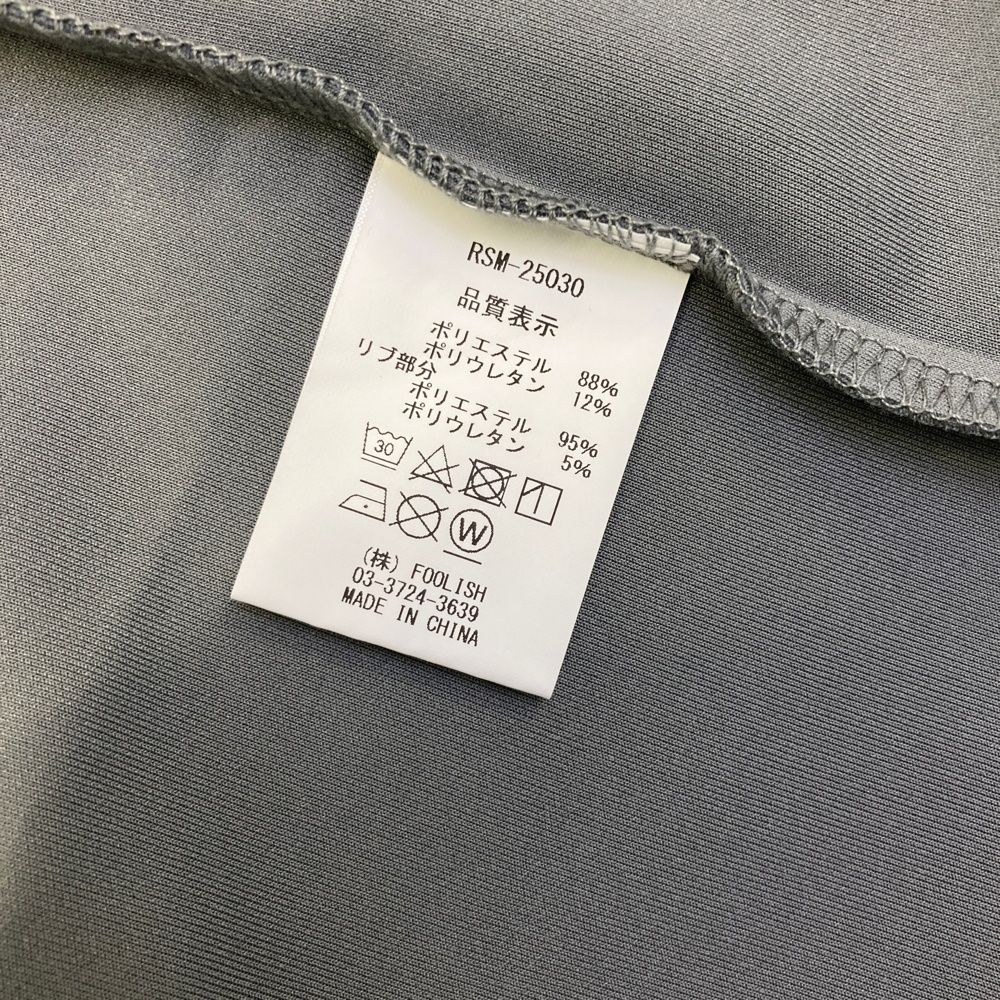 RSM-25030
品質表示
ポリエステル 88%
ポリウレタン 12%
リブ部分
ポリエステル 95%
ポリウレタン 5%
30
W
(株) FOOLISH
03-3724-3639
MADE IN CHINA